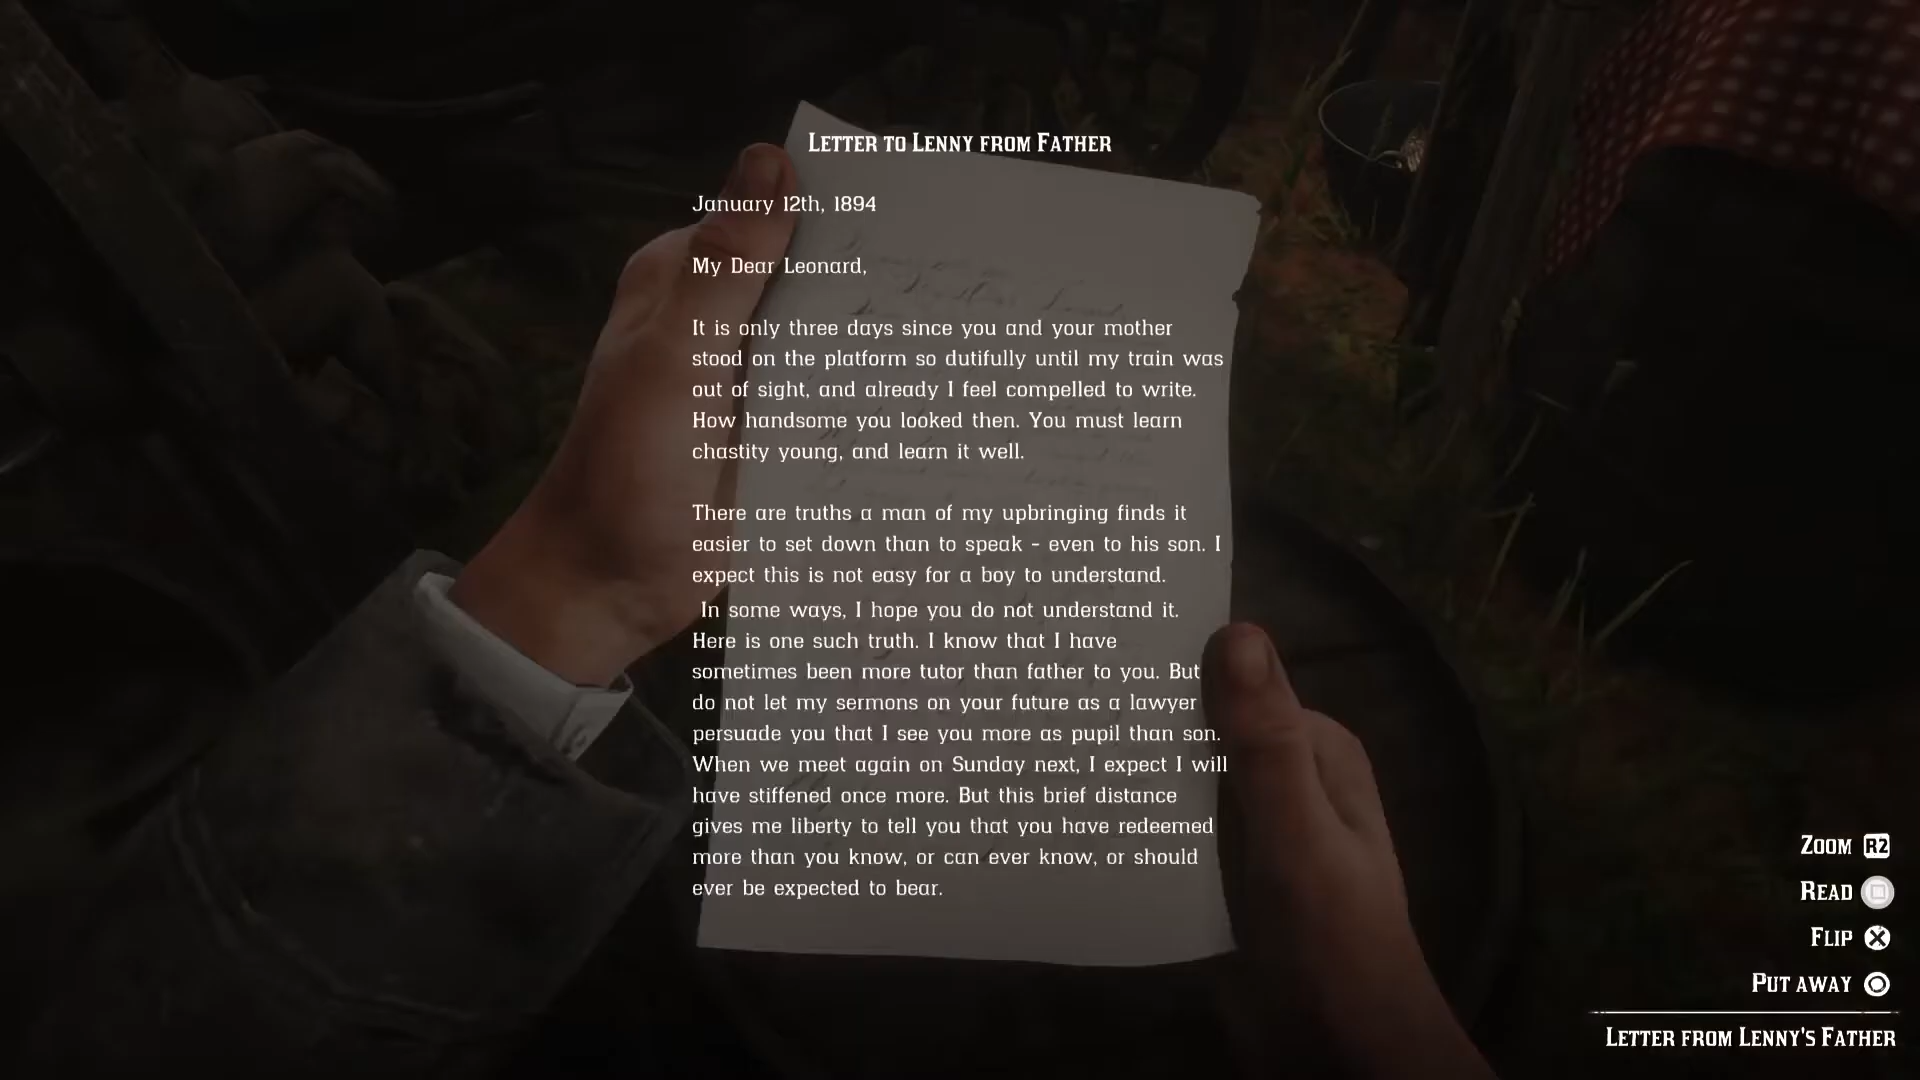 Letter to Lenny from Father
January 12th, 1894
My Dear Leonard,
It is only three days since you and your mother
stood on the platform so dutifully until my train was
out of sight, and already I feel compelled to write.
How handsome you looked then. You must learn
chastity young, and learn it well.
There are truths a man of my upbringing finds it
easier to set down than to speak - even to his son. I
expect this is not easy for a boy to understand.
In some ways, I hope you do not understand it.
Here is one such truth. I know that I have
sometimes been more tutor than father to you. But
do not let my sermons on your future as a lawyer
persuade you that I see you more as pupil than son.
When we meet again on Sunday next, I expect I will
have stiffened once more. But this brief distance
gives me liberty to tell you that you have redeemed
more than you know, or can ever know, or should
ever be expected to bear.
Zoom R2
Read
Flip
Put away
Letter from Lenny's Father